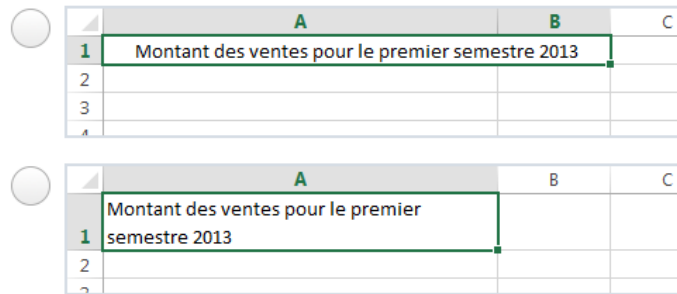 A B C
1 Montant des ventes pour le premier semestre 2013
2
3
A B C
Montant des ventes pour le premier
1 semestre 2013
2